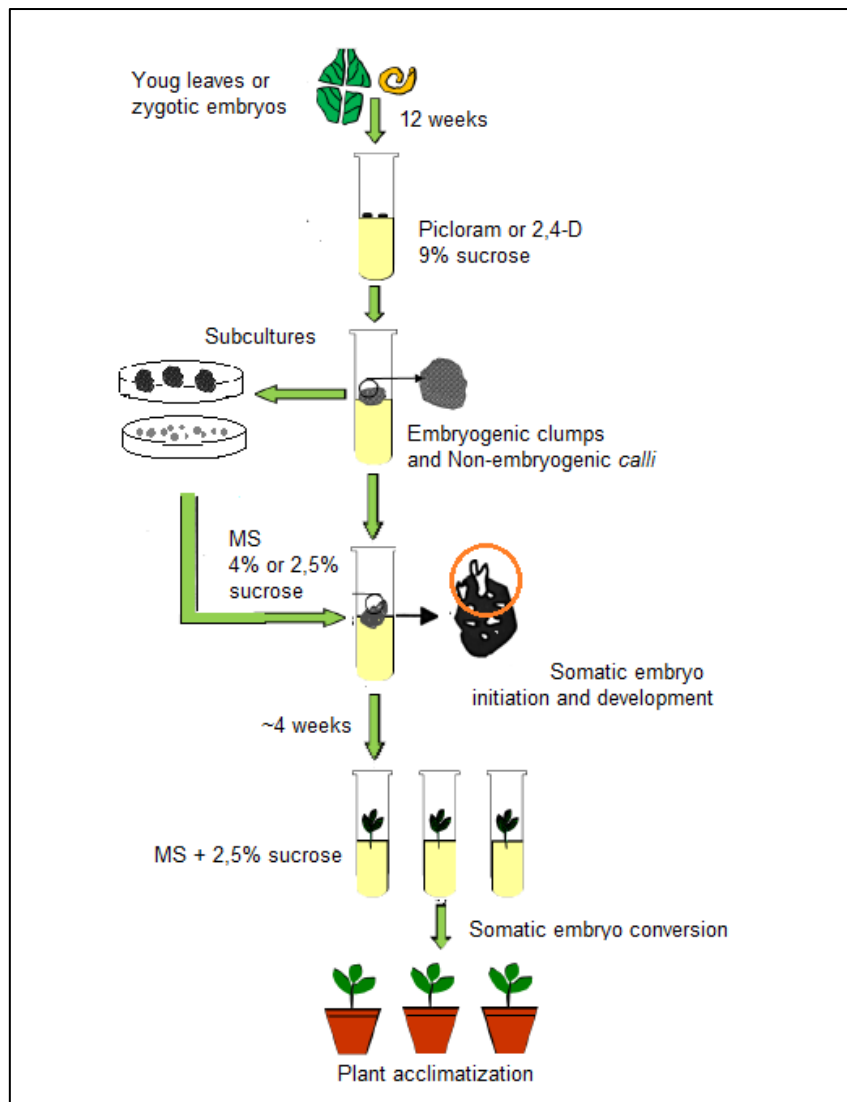 Youg leaves or
zygotic embryos
12 weeks
Picloram or 2,4-D
9% sucrose
Subcultures
Embryogenic clumps
and Non-embryogenic calli
MS
4% or 2,5%
sucrose
Somatic embryo
initiation and development
~4 weeks
MS + 2,5% sucrose
Somatic embryo conversion
Plant acclimatization